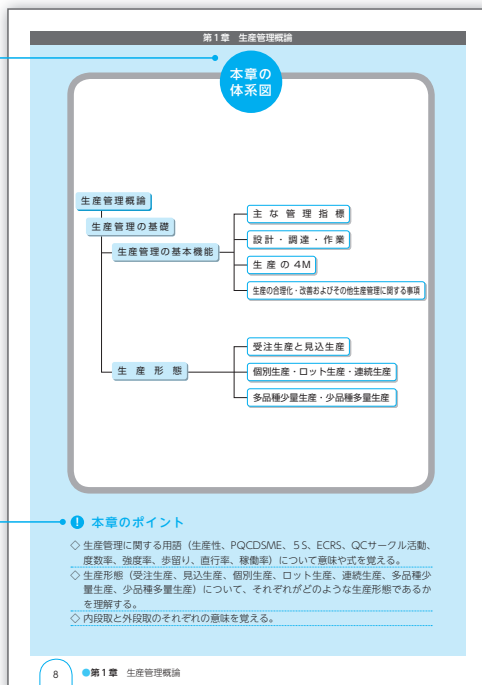 第1章 生産管理概論
本章の
体系図
生産管理概論
生産管理の基礎
生産管理の基本機能
主な管理指標
設計・調達・作業
生産の4M
生産の合理化・改善およびその他生産管理に関する事項
生産形態
受注生産と見込生産
個別生産・ロット生産・連続生産
多品種少量生産・少品種多量生産
! 本章のポイント
◇ 生産管理に関する用語（生産性、PQCDSME、５S、ECRS、QCサークル活動、
度数率、強度率、歩留り、直行率、稼働率）について意味や式を覚える。
◇ 生産形態（受注生産、見込生産、個別生産、ロット生産、連続生産、多品種少
量生産、少品種多量生産）について、それぞれがどのような生産形態であるか
を理解する。
◇ 内段取と外段取のそれぞれの意味を覚える。
8 ●第1章 生産管理概論